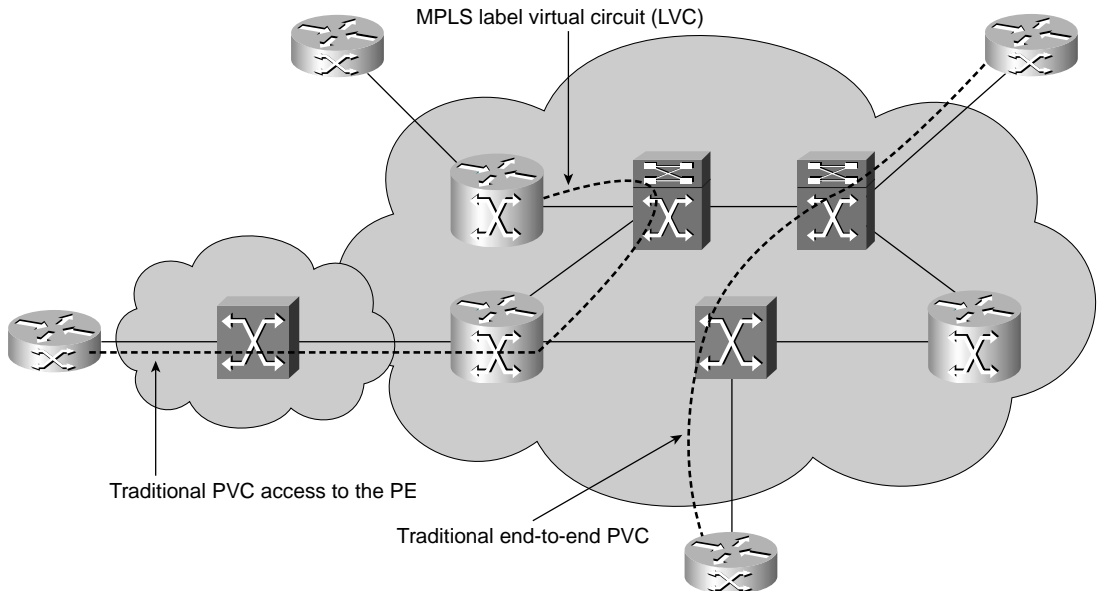 MPLS label virtual circuit (LVC)
Traditional PVC access to the PE
Traditional end-to-end PVC